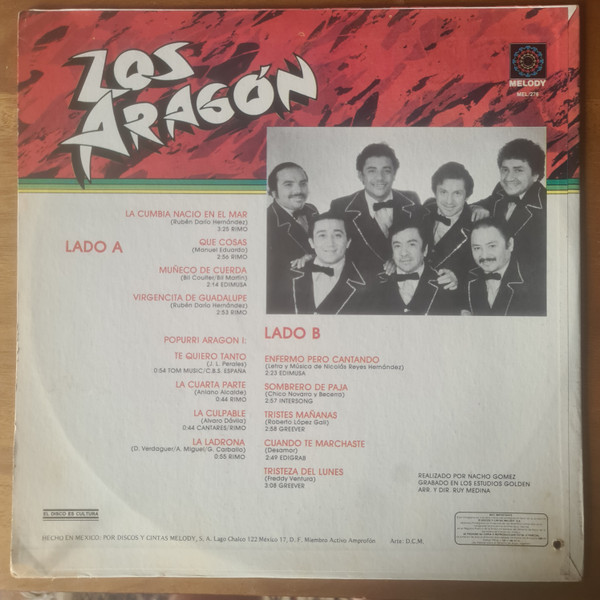 LOS
ARAGÓN
MELODY
MEL/278
LADO A
LA CUMBIA NACIO EN EL MAR
(Rubén Darío Hernández)
3:25 RIMO
QUE COSAS
(Manuel Eduardo)
2:56 RIMO
MUÑECO DE CUERDA
(Bil Coulter/Bil Martin)
2:14 EDIMUSA
VIRGENCITA DE GUADALUPE
(Rubén Darío Hernández)
2:53 RIMO
POPURRI ARAGON I:
TE QUIERO TANTO
(J. L. Perales)
0:54 TOM MUSIC/C.B.S. ESPAÑA
LA CUARTA PARTE
(Aniano Alcalde)
0:44 RIMO
LA CULPABLE
(Alvaro Dávila)
0:44 CANTARES/RIMO
LA LADRONA
(D. Verdaguer/A. Miguel/G. Carballo)
0:55 RIMO
LADO B
ENFERMO PERO CANTANDO
(Letra y Música de Nicolás Reyes Hernández)
2:23 EDIMUSA
SOMBRERO DE PAJA
(Chico Novarro y Becerra)
2:57 INTERSONG
TRISTES MAÑANAS
(Roberto López Gali)
2:58 GREEVER
CUANDO TE MARCHASTE
(Desamor)
2:49 EDIGRAB
TRISTEZA DEL LUNES
(Freddy Ventura)
3:08 GREEVER
REALIZADO POR NACHO GOMEZ
GRABADO EN LOS ESTUDIOS GOLDEN
ARR. Y DIR. RUY MEDINA
EL DISCO ES CULTURA
HECHO EN MEXICO: POR DISCOS Y CINTAS MELODY, S. A. Lago Chalco 122 México 17, D. F. Miembro Activo Amprofón Arte: D.C.M.